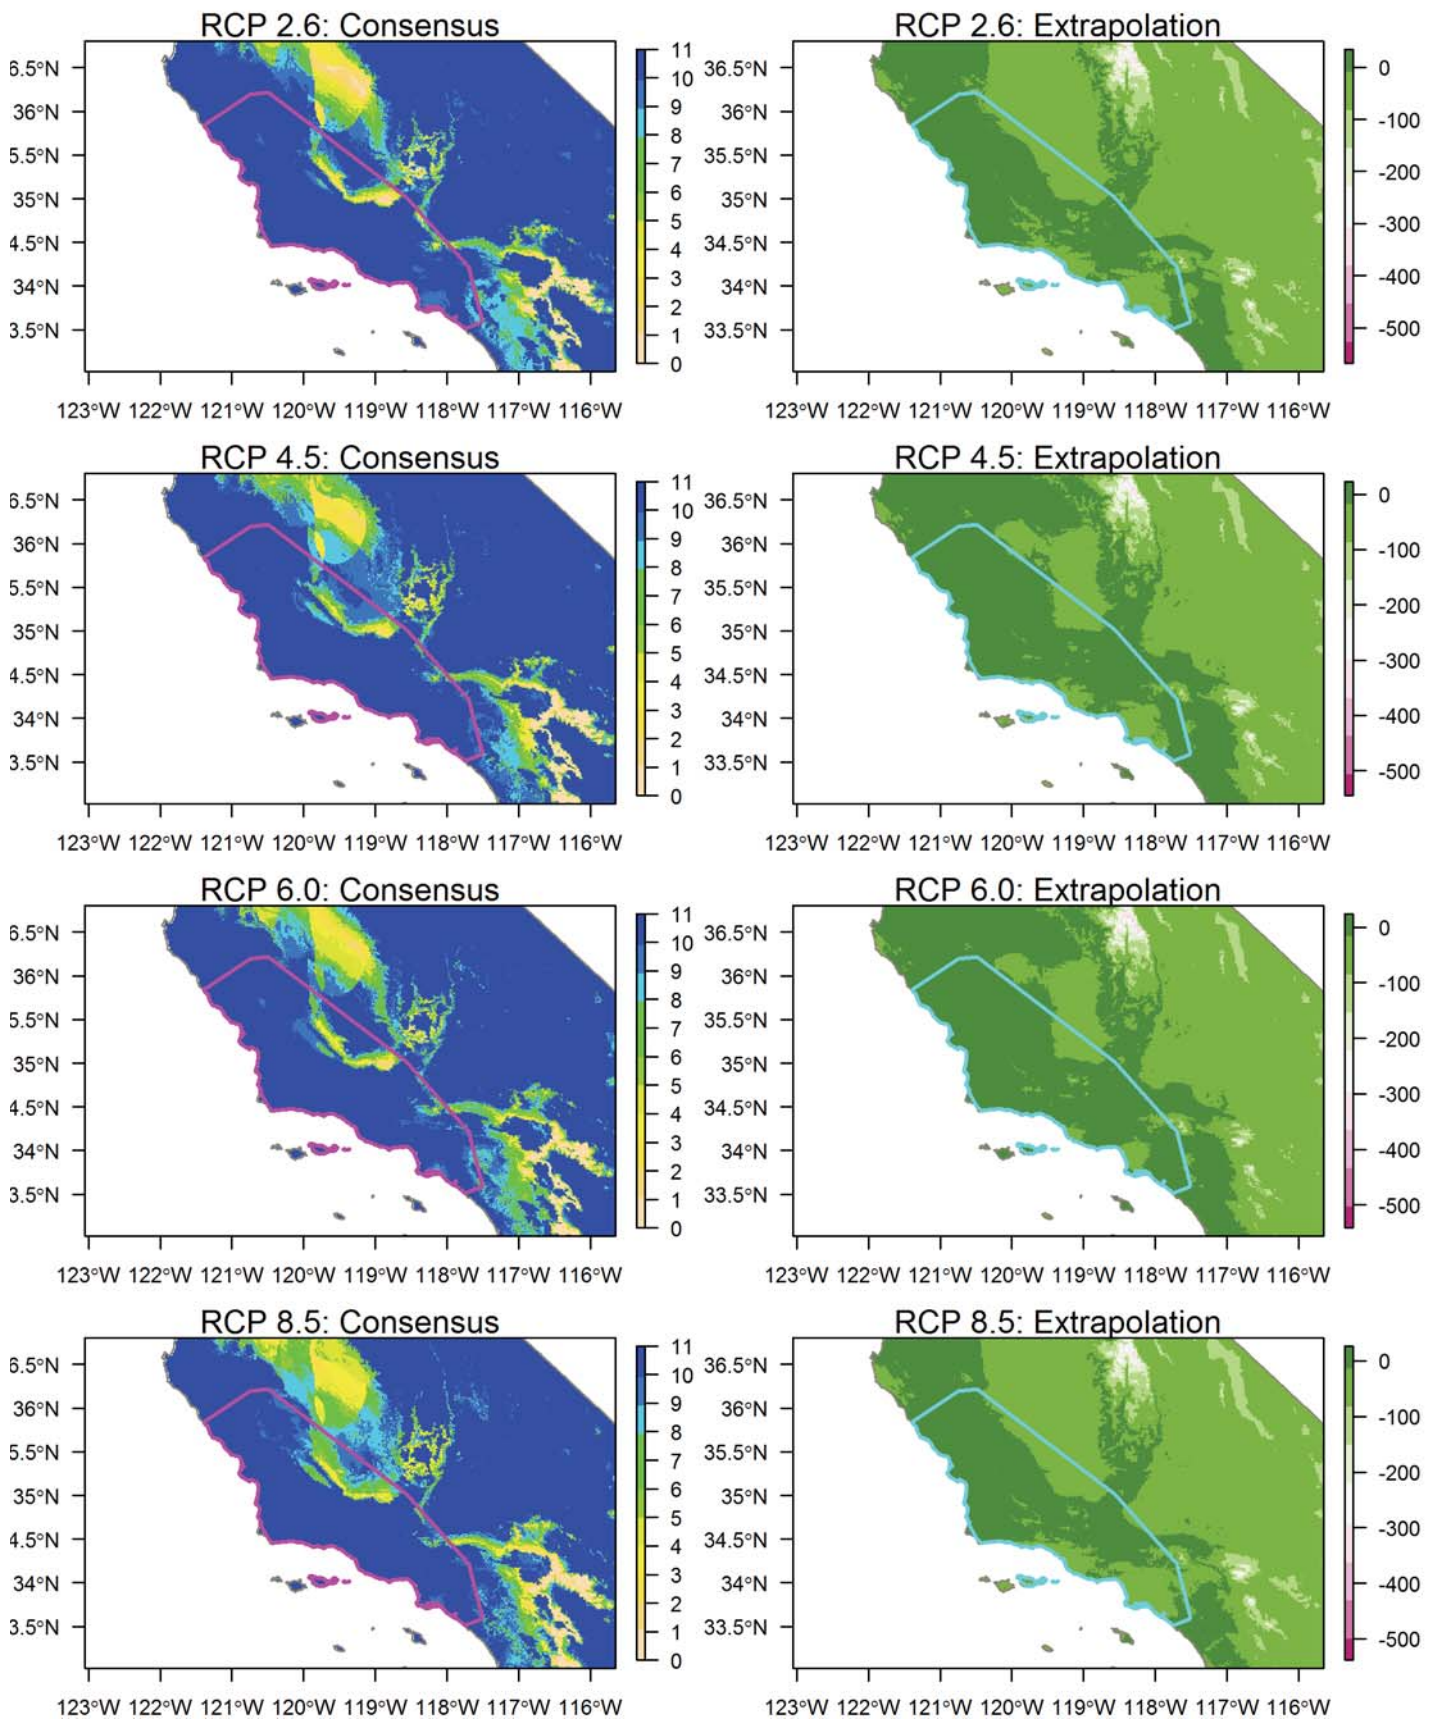 RCP 2.6: Consensus
6.5°N
36°N
5.5°N
35°N
4.5°N
34°N
3.5°N
123°W 122°W 121°W 120°W 119°W 118°W 117°W 116°W
11
10
9
8
7
6
5
4
3
2
1
0
RCP 2.6: Extrapolation
36.5°N
36°N
35.5°N
35°N
34.5°N
34°N
33.5°N
123°W 122°W 121°W 120°W 119°W 118°W 117°W 116°W
0
-100
-200
-300
-400
-500
RCP 4.5: Consensus
6.5°N
36°N
5.5°N
35°N
4.5°N
34°N
3.5°N
123°W 122°W 121°W 120°W 119°W 118°W 117°W 116°W
11
10
9
8
7
6
5
4
3
2
1
0
RCP 4.5: Extrapolation
36.5°N
36°N
35.5°N
35°N
34.5°N
34°N
33.5°N
123°W 122°W 121°W 120°W 119°W 118°W 117°W 116°W
0
-100
-200
-300
-400
-500
RCP 6.0: Consensus
6.5°N
36°N
5.5°N
35°N
4.5°N
34°N
3.5°N
123°W 122°W 121°W 120°W 119°W 118°W 117°W 116°W
11
10
9
8
7
6
5
4
3
2
1
0
RCP 6.0: Extrapolation
36.5°N
36°N
35.5°N
35°N
34.5°N
34°N
33.5°N
123°W 122°W 121°W 120°W 119°W 118°W 117°W 116°W
0
-100
-200
-300
-400
-500
RCP 8.5: Consensus
6.5°N
36°N
5.5°N
35°N
4.5°N
34°N
3.5°N
123°W 122°W 121°W 120°W 119°W 118°W 117°W 116°W
11
10
9
8
7
6
5
4
3
2
1
0
RCP 8.5: Extrapolation
36.5°N
36°N
35.5°N
35°N
34.5°N
34°N
33.5°N
123°W 122°W 121°W 120°W 119°W 118°W 117°W 116°W
0
-100
-200
-300
-400
-500